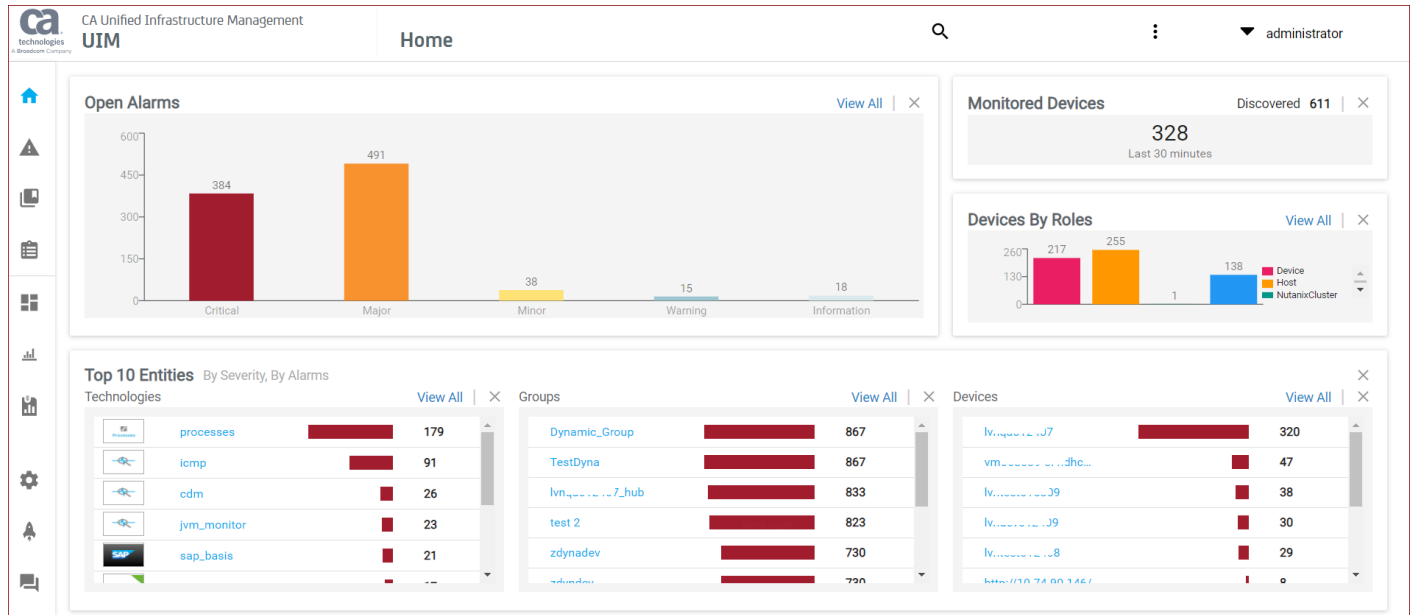 ca
technologies
A Broadcom Company
CA Unified Infrastructure Management
UIM
Home
administrator
Open Alarms
View All
600
450
300
150
0
384
491
38
15
18
Critical
Major
Minor
Warning
Information
Monitored Devices
Discovered 611
328
Last 30 minutes
Devices By Roles
View All
260
130
0
217
255
1
138
Device
Host
NutanixCluster
Top 10 Entities By Severity, By Alarms
Technologies View All
processes 179
icmp 91
cdm 26
jvm_monitor 23
SAP sap_basis 21
Groups View All
Dynamic_Group 867
TestDyna 867
833
test 2 823
zdynadev 730
730
Devices View All
320
47
38
30
29